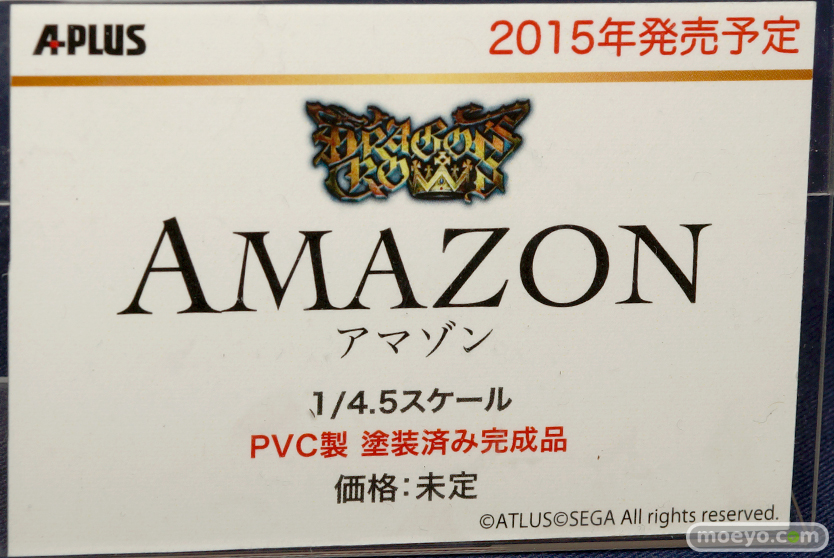 A+PLUS
2015年発売予定
DRAGON'S
CROWN
AMAZON
アマゾン
1/4.5スケール
PVC製 塗装済み完成品
価格:未定
©ATLUS©SEGA All rights reserved.
moeyo.com